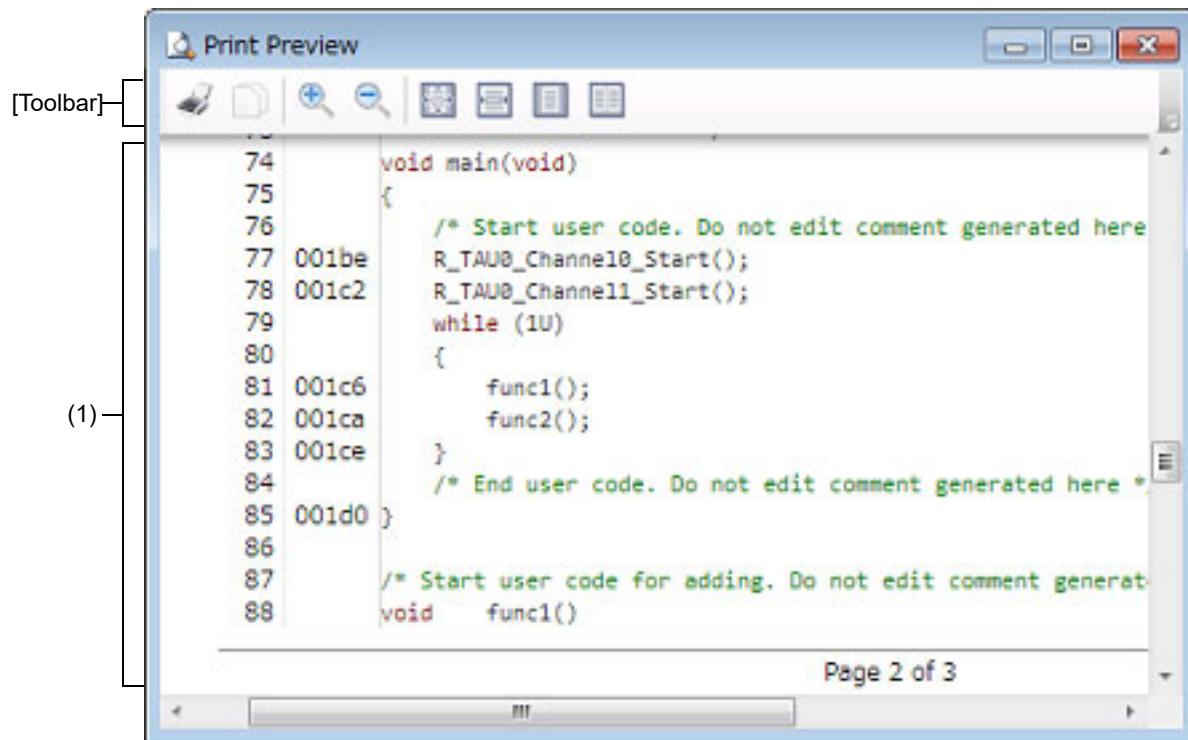 Print Preview
[Toolbar]
(1)
74 void main(void)
75 {
76 /* Start user code. Do not edit comment generated here
77 001be R_TAU0_Channel0_Start();
78 001c2 R_TAU0_Channel1_Start();
79 while (1U)
80 {
81 001c6 func1();
82 001ca func2();
83 001ce }
84 /* End user code. Do not edit comment generated here *
85 001d0 }
86
87 /* Start user code for adding. Do not edit comment generat
88 void func1()
Page 2 of 3